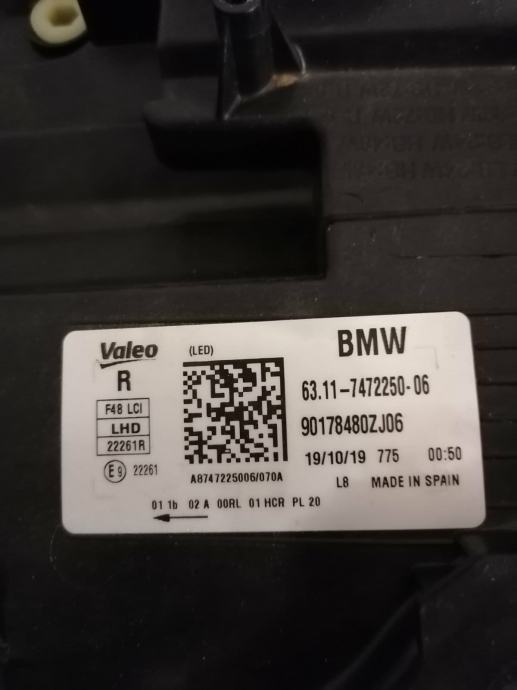 Valeo (LED) BMW
R
63.11-7472250-06
F48 LCI
LHD
22261R
90178480ZJ06
19/10/19 775 00:50
E9 22261
A8747225006/070A
L8 MADE IN SPAIN
01 1b 02 A 00RL 01 HCR PL 20